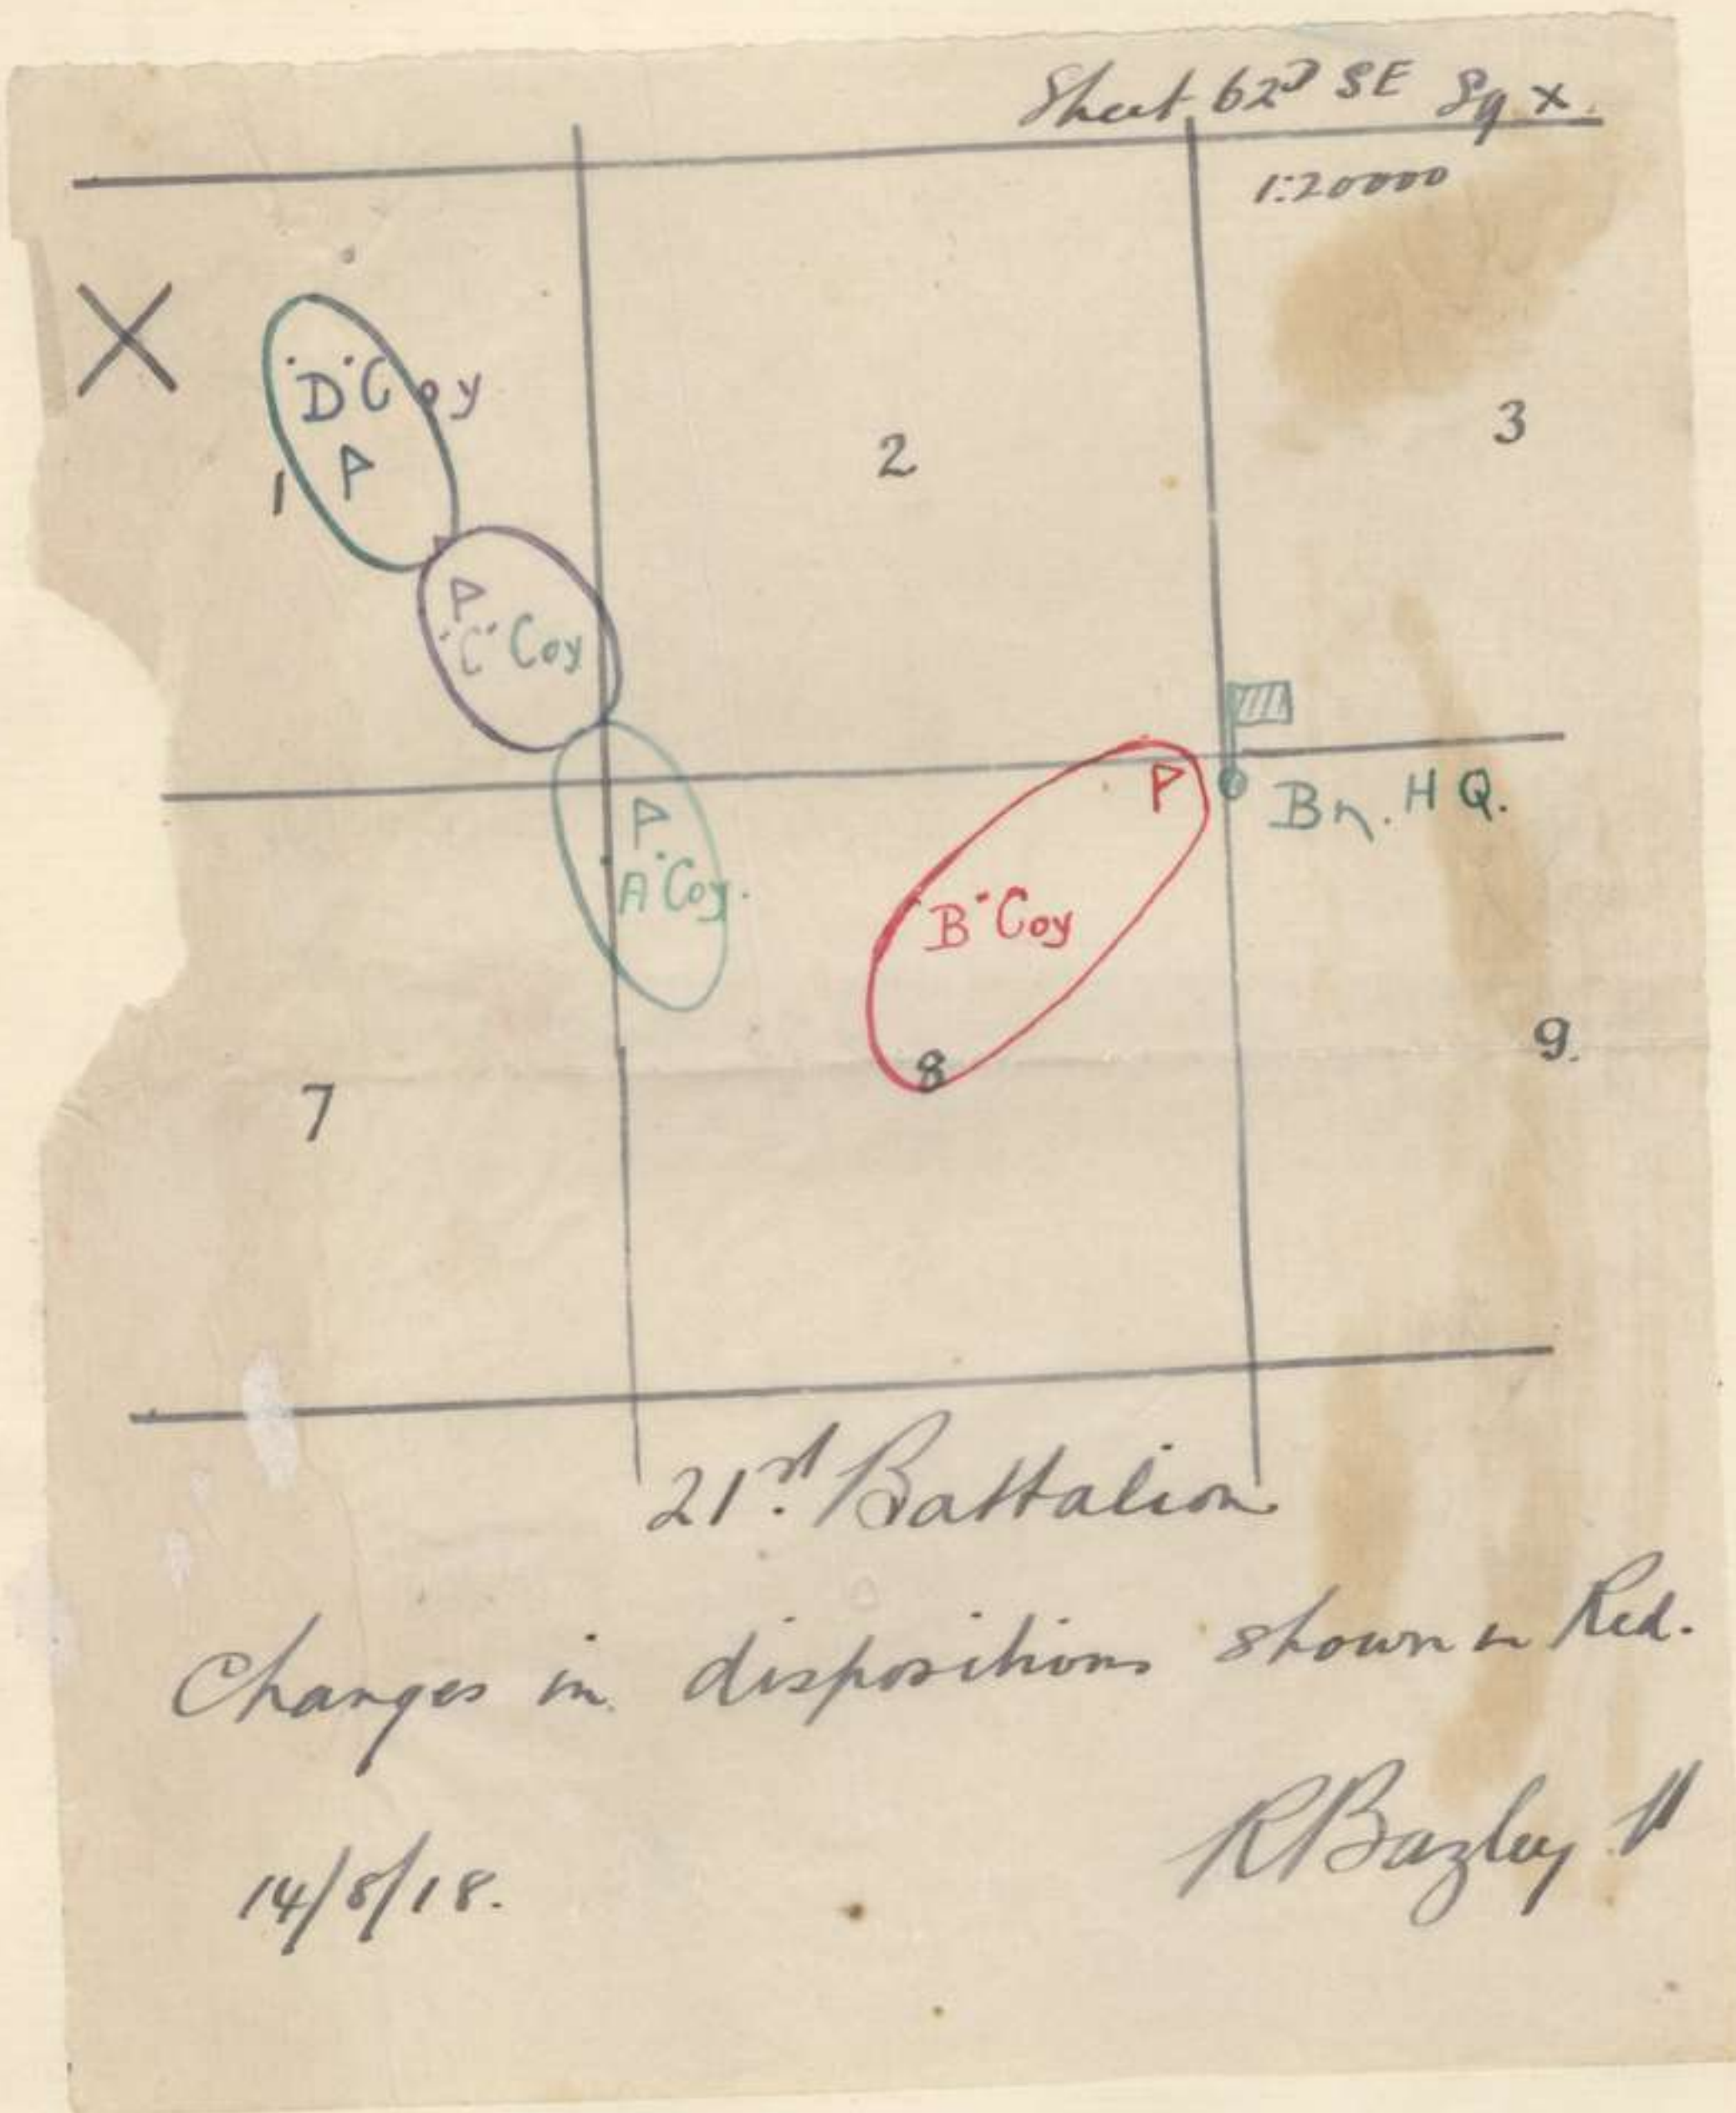 Sheet 62D SE Sq X.
1:20000
X
"D" Coy
1
2
3
"C" Coy
Bn. HQ.
"A" Coy.
"B" Coy
7
8
9.
21st Battalion
Changes in dispositions shown in Red.
14/8/18.
R Bazley Lt